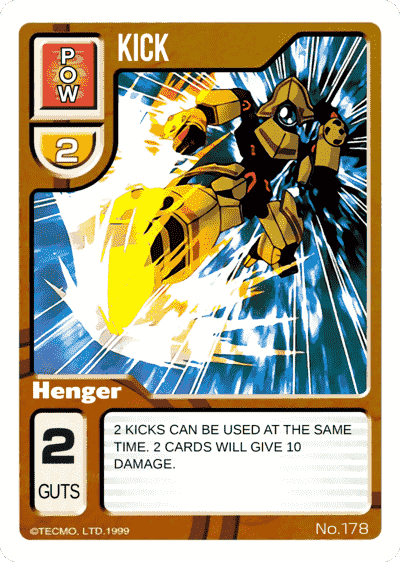 KICK
POW
2
Henger
2
GUTS
2 KICKS CAN BE USED AT THE SAME
TIME. 2 CARDS WILL GIVE 10
DAMAGE.
©TECMO, LTD.1999
No.178